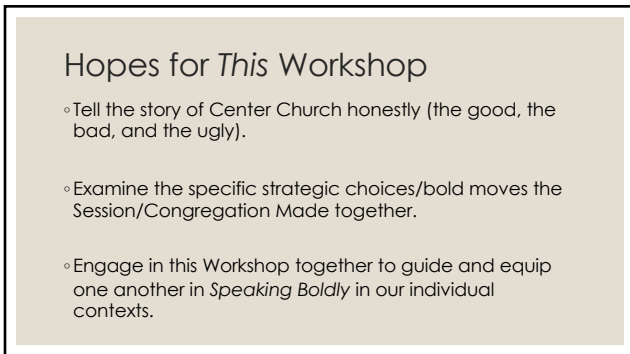 Hopes for This Workshop
◦Tell the story of Center Church honestly (the good, the
bad, and the ugly).
◦Examine the specific strategic choices/bold moves the
Session/Congregation Made together.
◦Engage in this Workshop together to guide and equip
one another in Speaking Boldly in our individual
contexts.